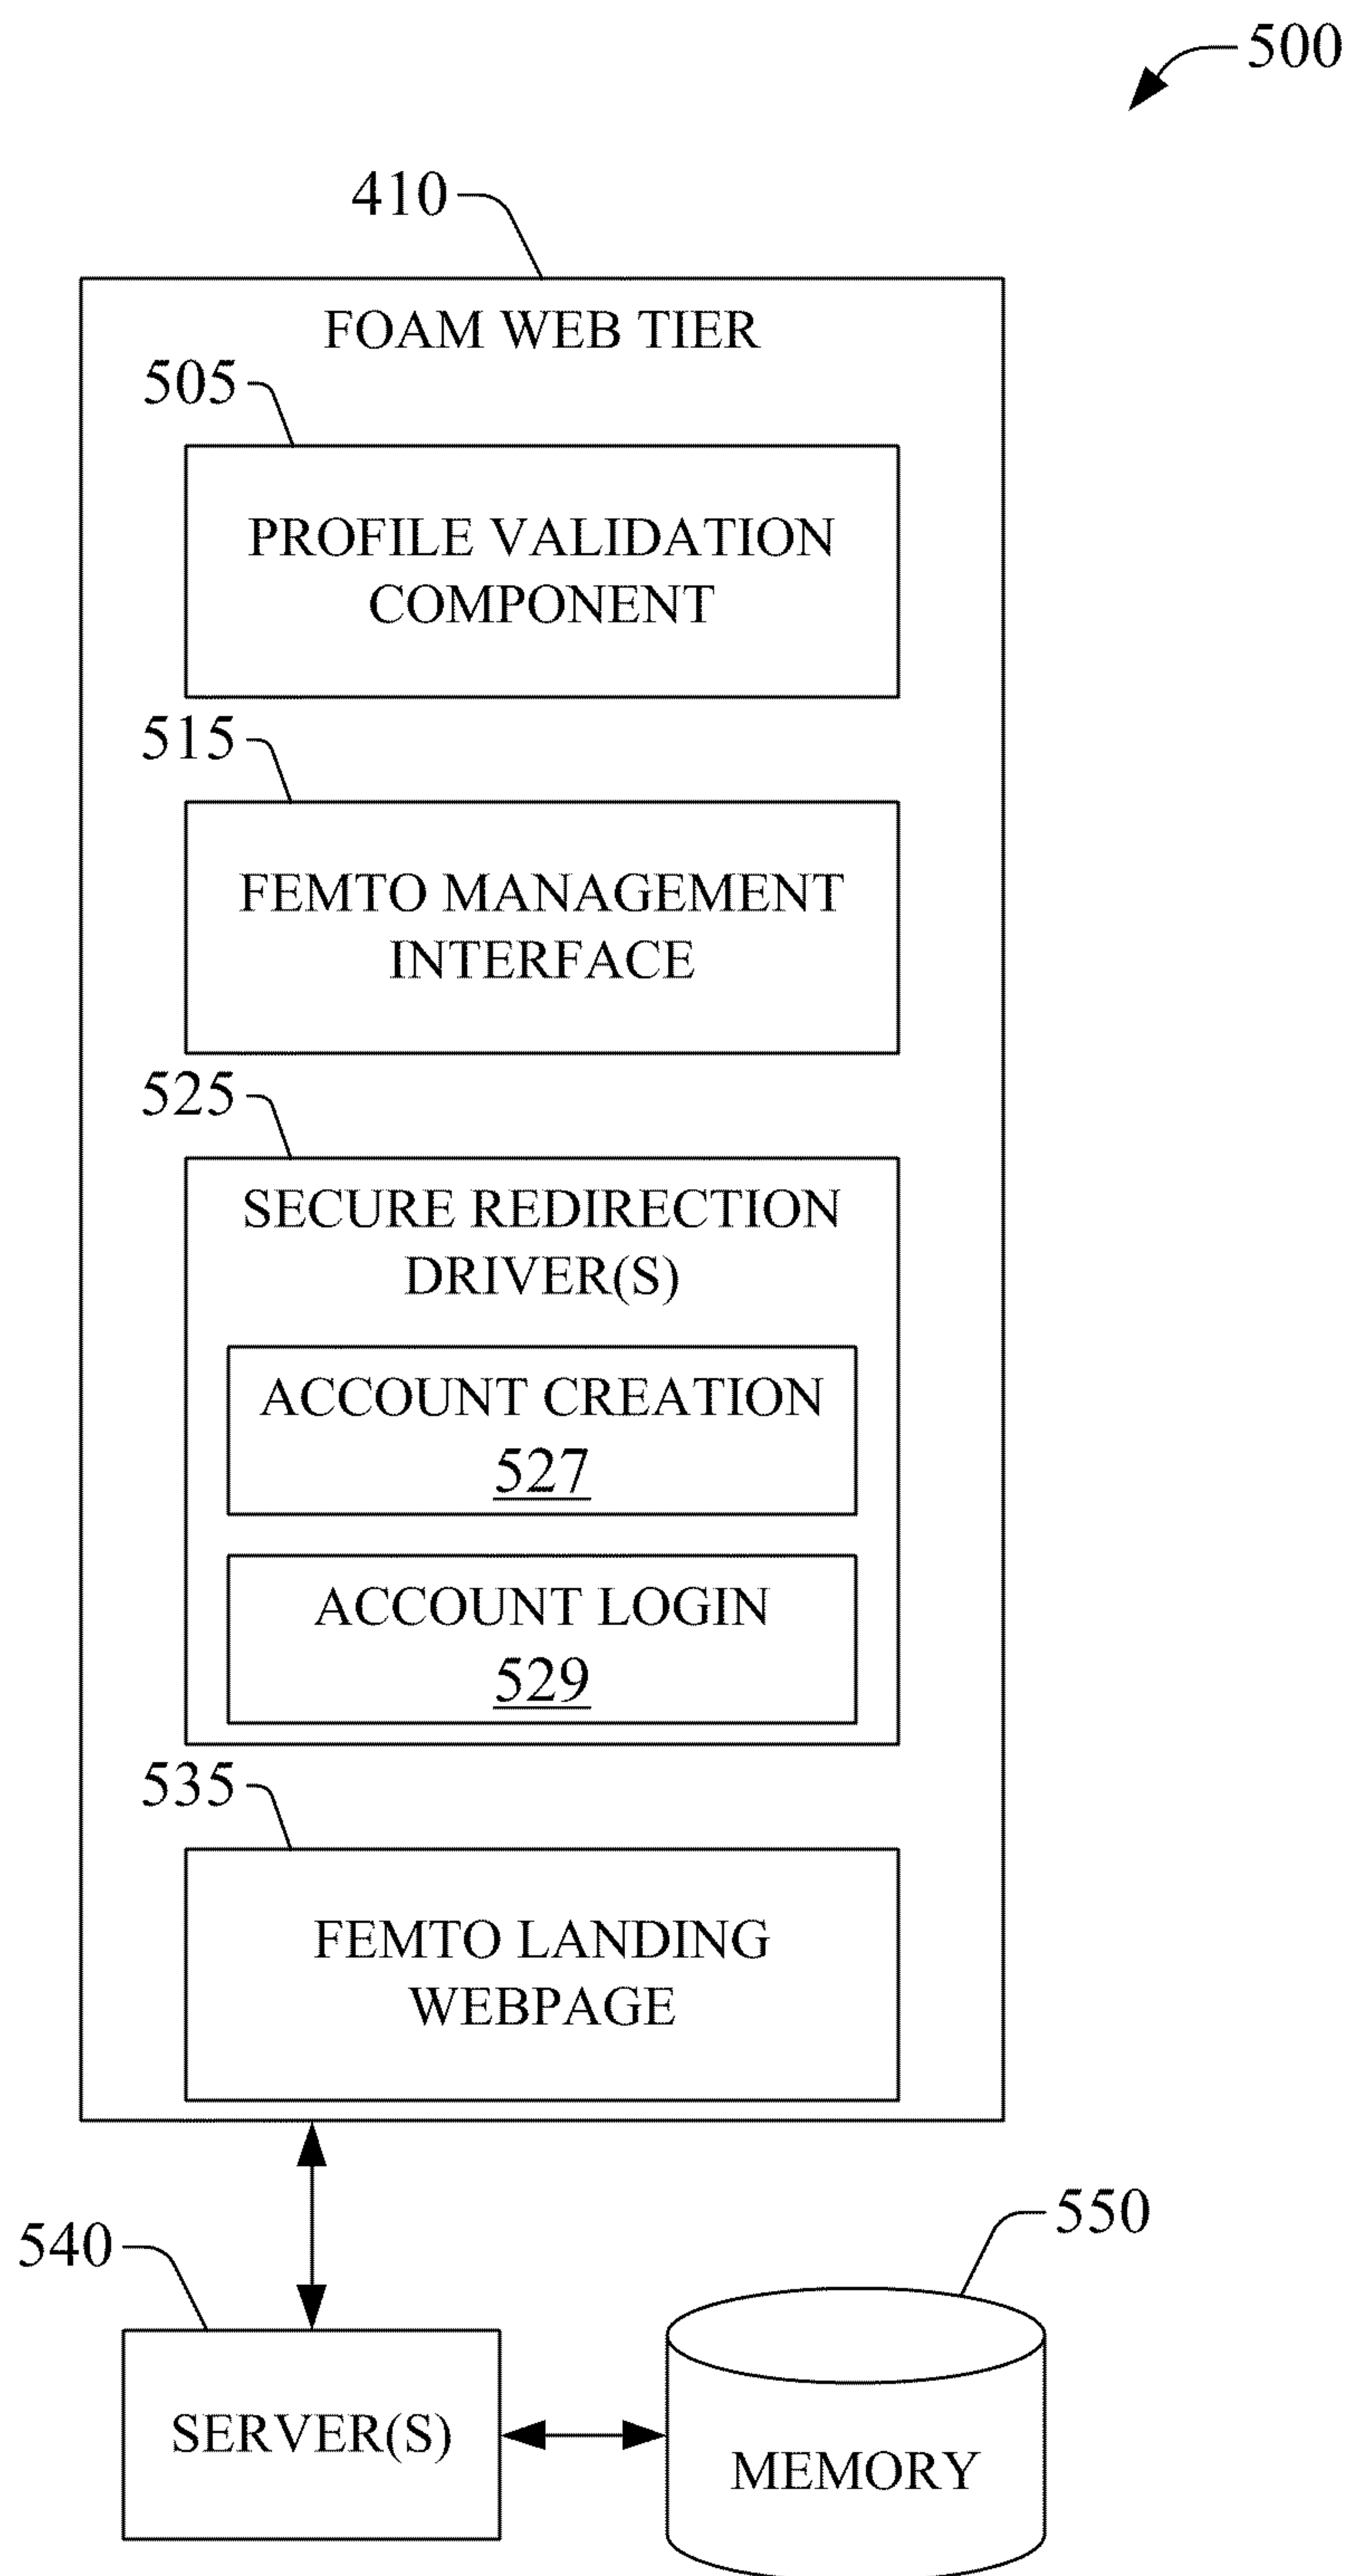 500
410
FOAM WEB TIER
505
PROFILE VALIDATION
COMPONENT
515
FEMTO MANAGEMENT
INTERFACE
525
SECURE REDIRECTION
DRIVER(S)
ACCOUNT CREATION
527
ACCOUNT LOGIN
529
535
FEMTO LANDING
WEBPAGE
540
550
SERVER(S)
MEMORY